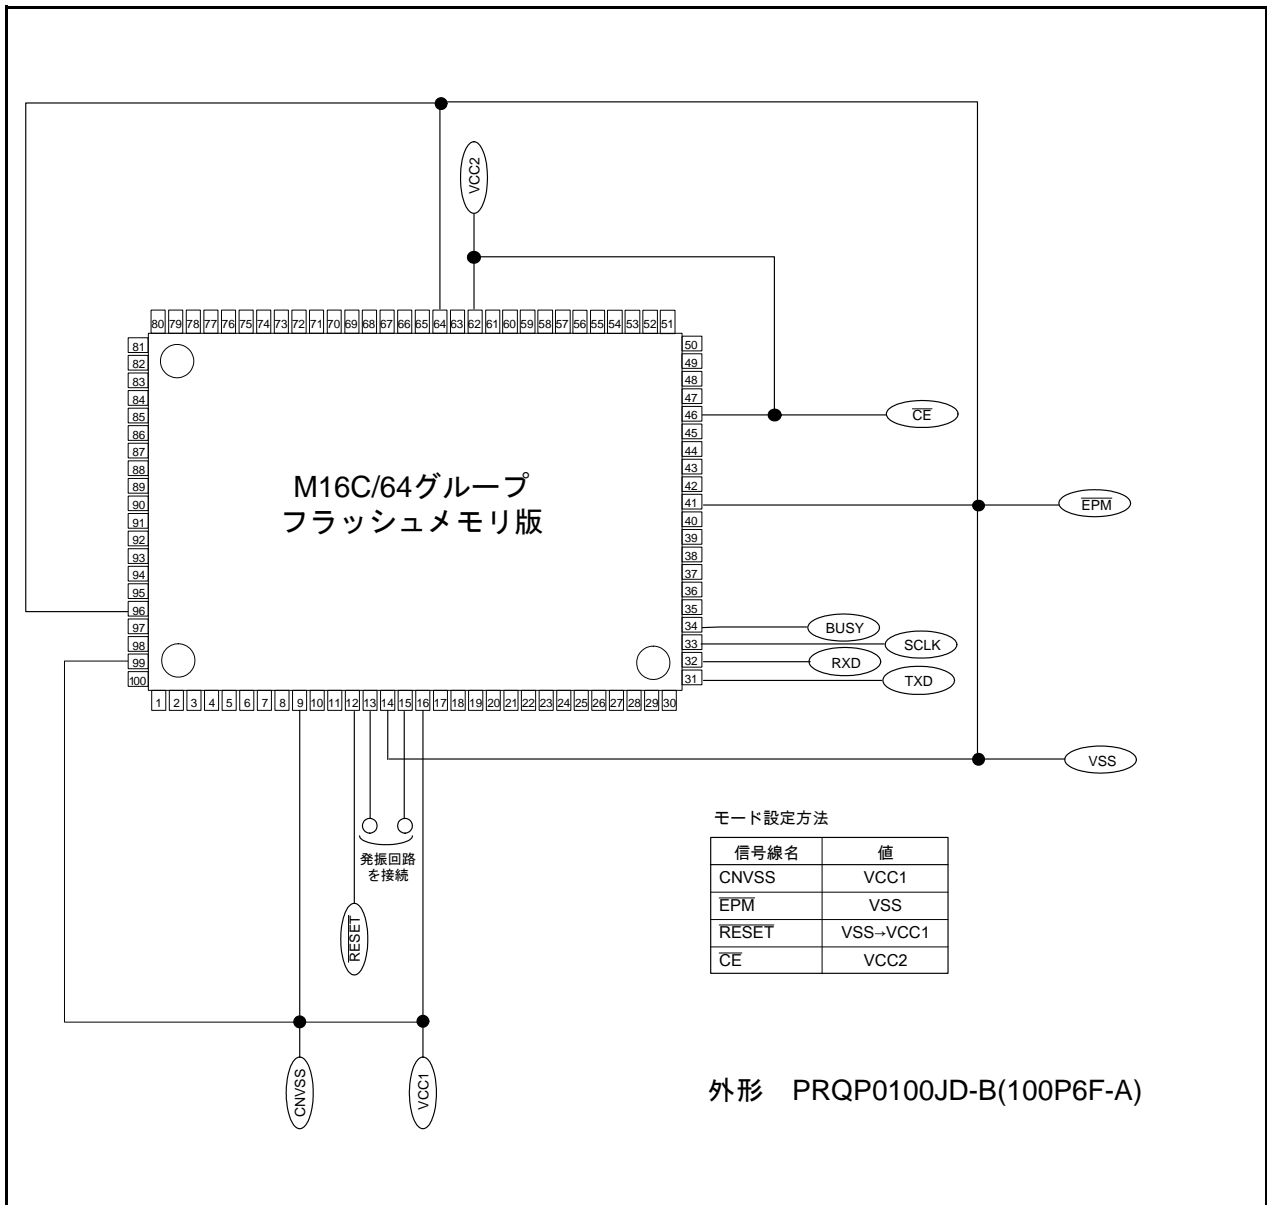 VCC2
80 79 78 77 76 75 74 73 72 71 70 69 68 67 66 65 64 63 62 61 60 59 58 57 56 55 54 53 52 51
81
82
83
84
85
86
87
88
89
90
91
92
93
94
95
96
97
98
99
100
M16C/64グループ
フラッシュメモリ版
50
49
48
47
46
45
44
43
42
41
40
39
38
37
36
35
34
33
32
31
CE
EPM
BUSY
SCLK
RXD
TXD
1 2 3 4 5 6 7 8 9 10 11 12 13 14 15 16 17 18 19 20 21 22 23 24 25 26 27 28 29 30
VSS
発振回路
を接続
RESET
CNVSS
VCC1
モード設定方法
信号線名 値
CNVSS VCC1
EPM VSS
RESET VSS→VCC1
CE VCC2
外形 PRQP0100JD-B(100P6F-A)